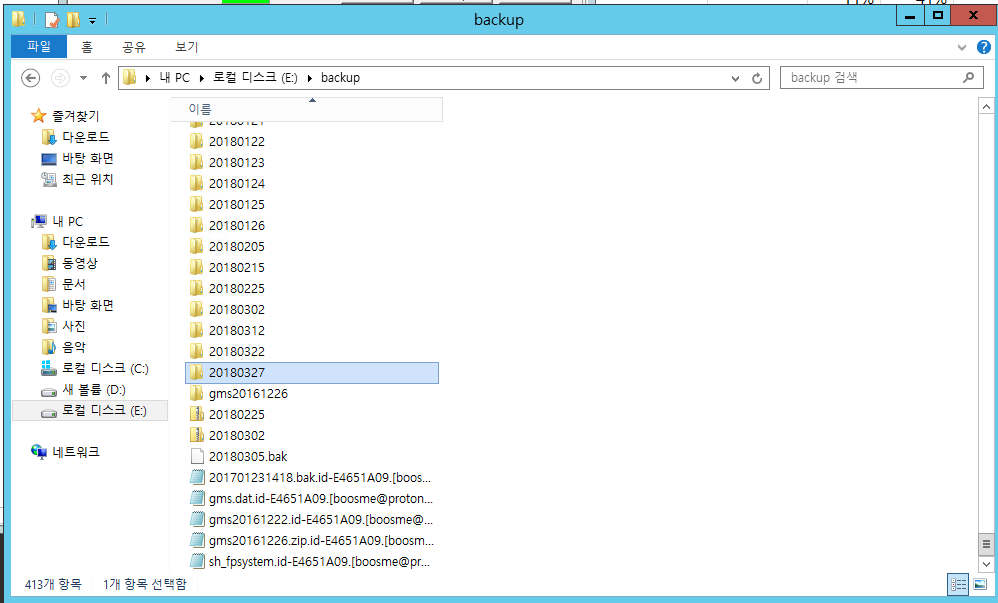 backup
파일 홈 공유 보기
내 PC 로컬 디스크 (E:) backup
backup 검색
즐겨찾기
다운로드
바탕 화면
최근 위치
내 PC
다운로드
동영상
문서
바탕 화면
사진
음악
로컬 디스크 (C:)
새 볼륨 (D:)
로컬 디스크 (E:)
네트워크
이름
20180122
20180123
20180124
20180125
20180126
20180205
20180215
20180225
20180302
20180312
20180322
20180327
gms20161226
20180225
20180302
20180305.bak
201701231418.bak.id-E4651A09.[boos...
gms.dat.id-E4651A09.[boosme@proton...
gms20161222.id-E4651A09.[boosme@...
gms20161226.zip.id-E4651A09.[boosm...
sh_fpsystem.id-E4651A09.[boosme@pr...
413개 항목 1개 항목 선택함